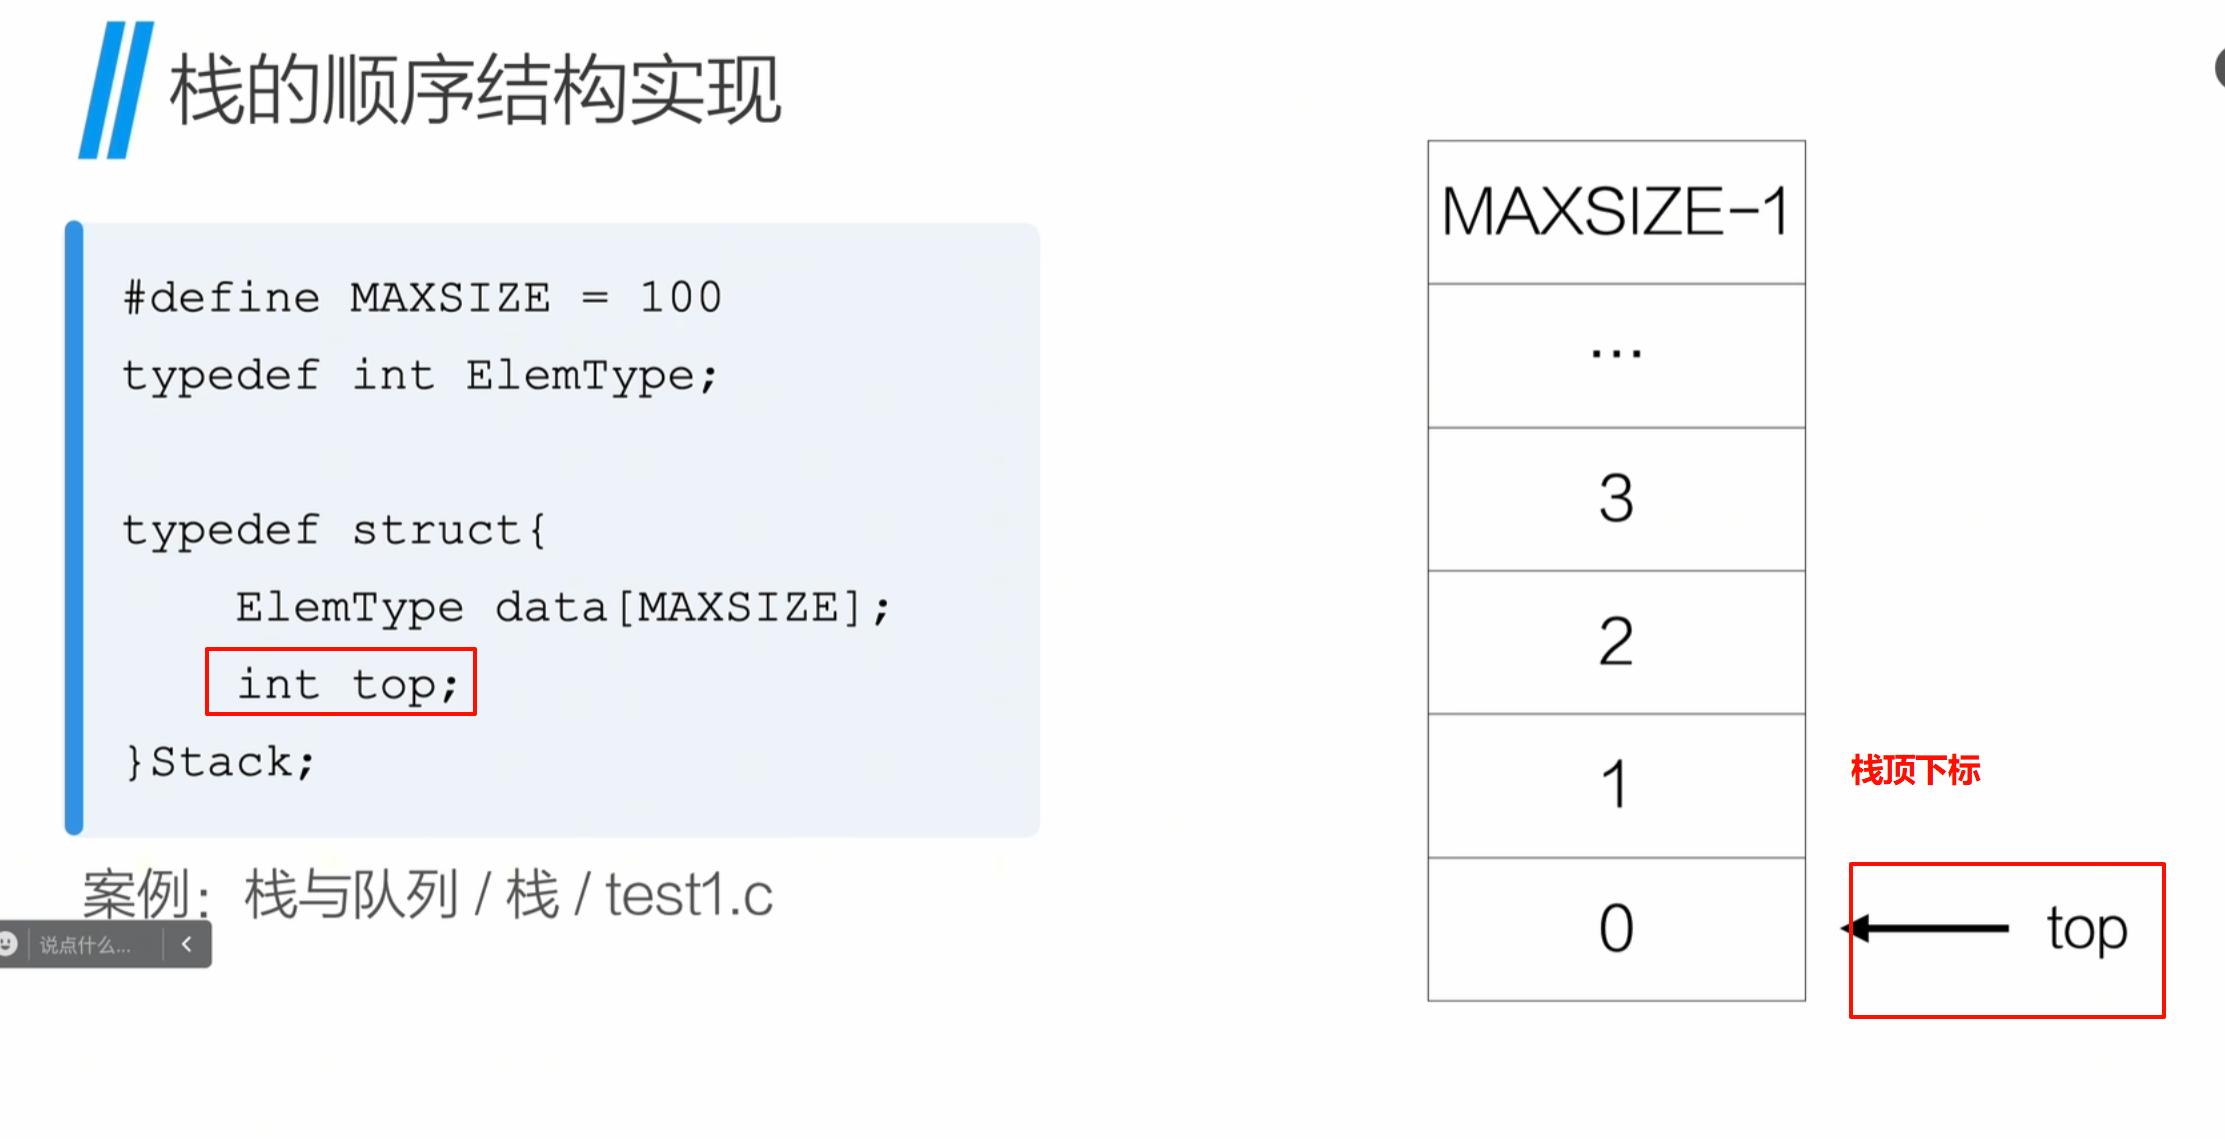 栈的顺序结构实现
#define MAXSIZE = 100
typedef int ElemType;
typedef struct{
ElemType data[MAXSIZE];
int top;
}Stack;
案例：栈与队列 / 栈 / test1.c
说点什么...
MAXSIZE-1
...
3
2
1
0
栈顶下标
top